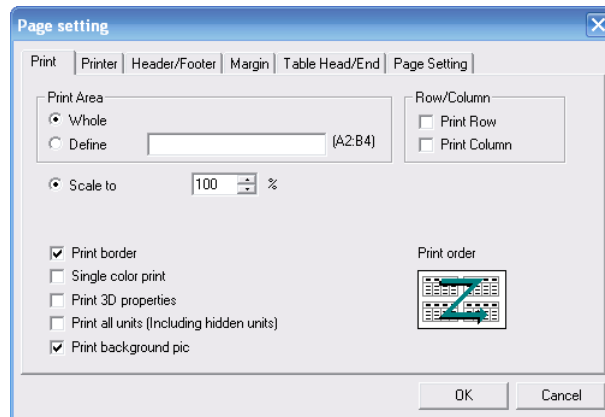 Page setting
Print Printer Header/Footer Margin Table Head/End Page Setting
Print Area
Whole
Define (A2:B4)
Row/Column
Print Row
Print Column
Scale to 100 %
Print border
Single color print
Print 3D properties
Print all units (Including hidden units)
Print background pic
Print order
OK Cancel